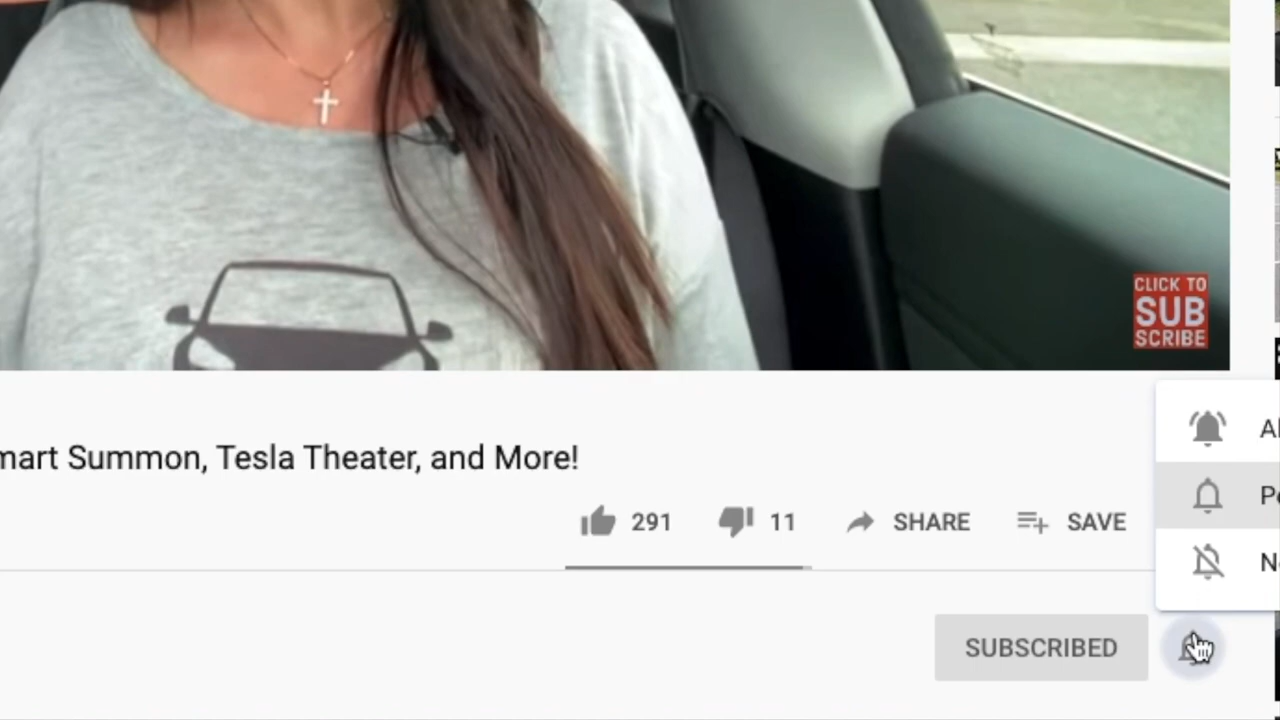 CLICK TO
SUB
SCRIBE
mart Summon, Tesla Theater, and More!
291 11 SHARE SAVE
SUBSCRIBED